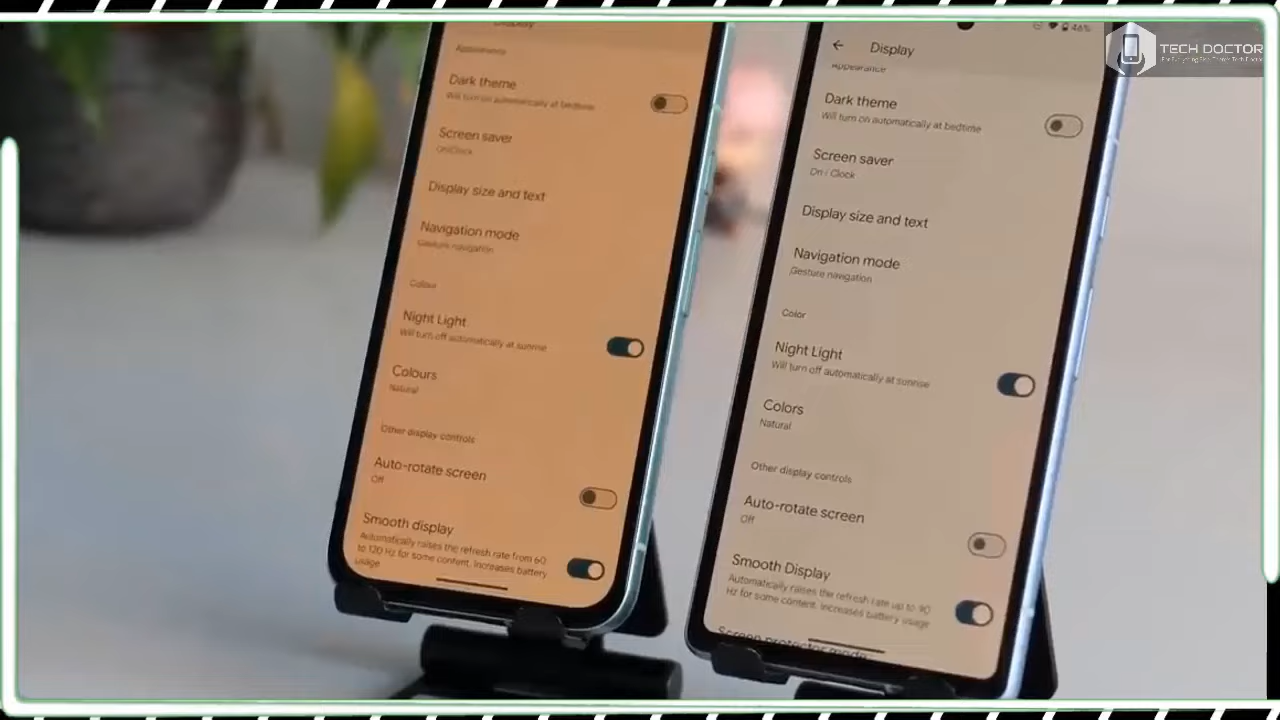 Display
Appearance
Dark theme
Will turn on automatically at bedtime
Screen saver
On/Clock
Display size and text
Navigation mode
Gesture navigation
Colour
Night Light
Will turn off automatically at sunrise
Colours
Natural
Other display controls
Auto-rotate screen
Off
Smooth display
Automatically raises the refresh rate from 60
to 120 Hz for some content. Increases battery
usage
46%
Display
Appearance
Dark theme
Will turn on automatically at bedtime
Screen saver
On / Clock
Display size and text
Navigation mode
Gesture navigation
Color
Night Light
Will turn off automatically at sunrise
Colors
Natural
Other display controls
Auto-rotate screen
Off
Smooth Display
Automatically raises the refresh rate up to 90
Hz for some content. Increases battery usage
Screen protector mode
TECH DOCTOR